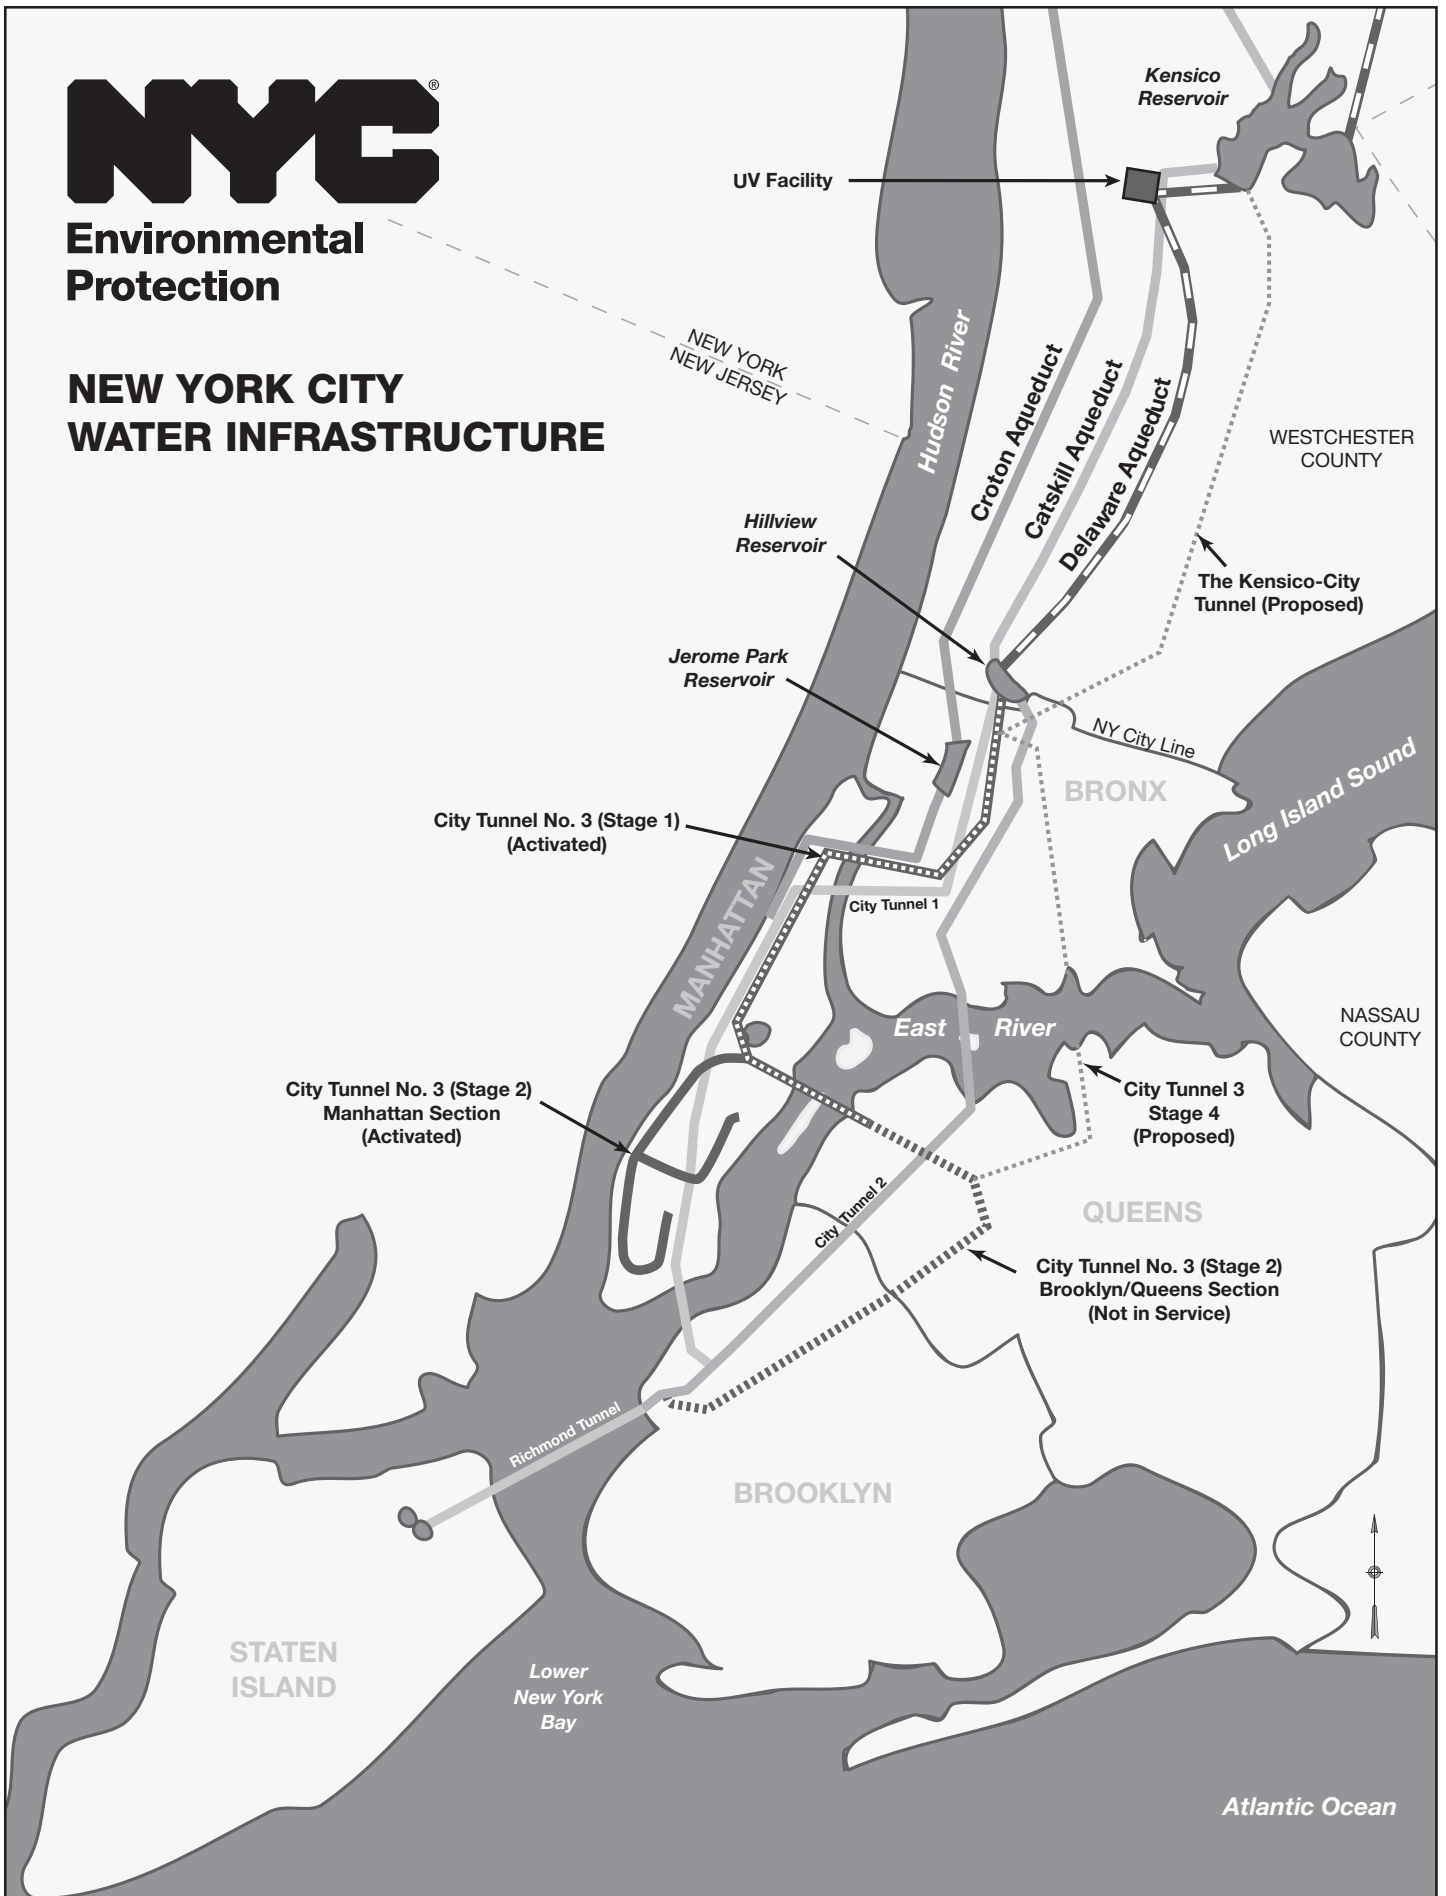 NYC®
Environmental
Protection
NEW YORK CITY
WATER INFRASTRUCTURE
Kensico
Reservoir
UV Facility
NEW YORK
NEW JERSEY
Hudson River
Croton Aqueduct
Catskill Aqueduct
Delaware Aqueduct
WESTCHESTER
COUNTY
Hillview
Reservoir
The Kensico-City
Tunnel (Proposed)
Jerome Park
Reservoir
NY City Line
BRONX
Long Island Sound
City Tunnel No. 3 (Stage 1)
(Activated)
MANHATTAN
City Tunnel 1
East River
NASSAU
COUNTY
City Tunnel No. 3 (Stage 2)
Manhattan Section
(Activated)
City Tunnel 3
Stage 4
(Proposed)
City Tunnel 2
QUEENS
City Tunnel No. 3 (Stage 2)
Brooklyn/Queens Section
(Not in Service)
Richmond Tunnel
BROOKLYN
STATEN
ISLAND
Lower
New York
Bay
Atlantic Ocean